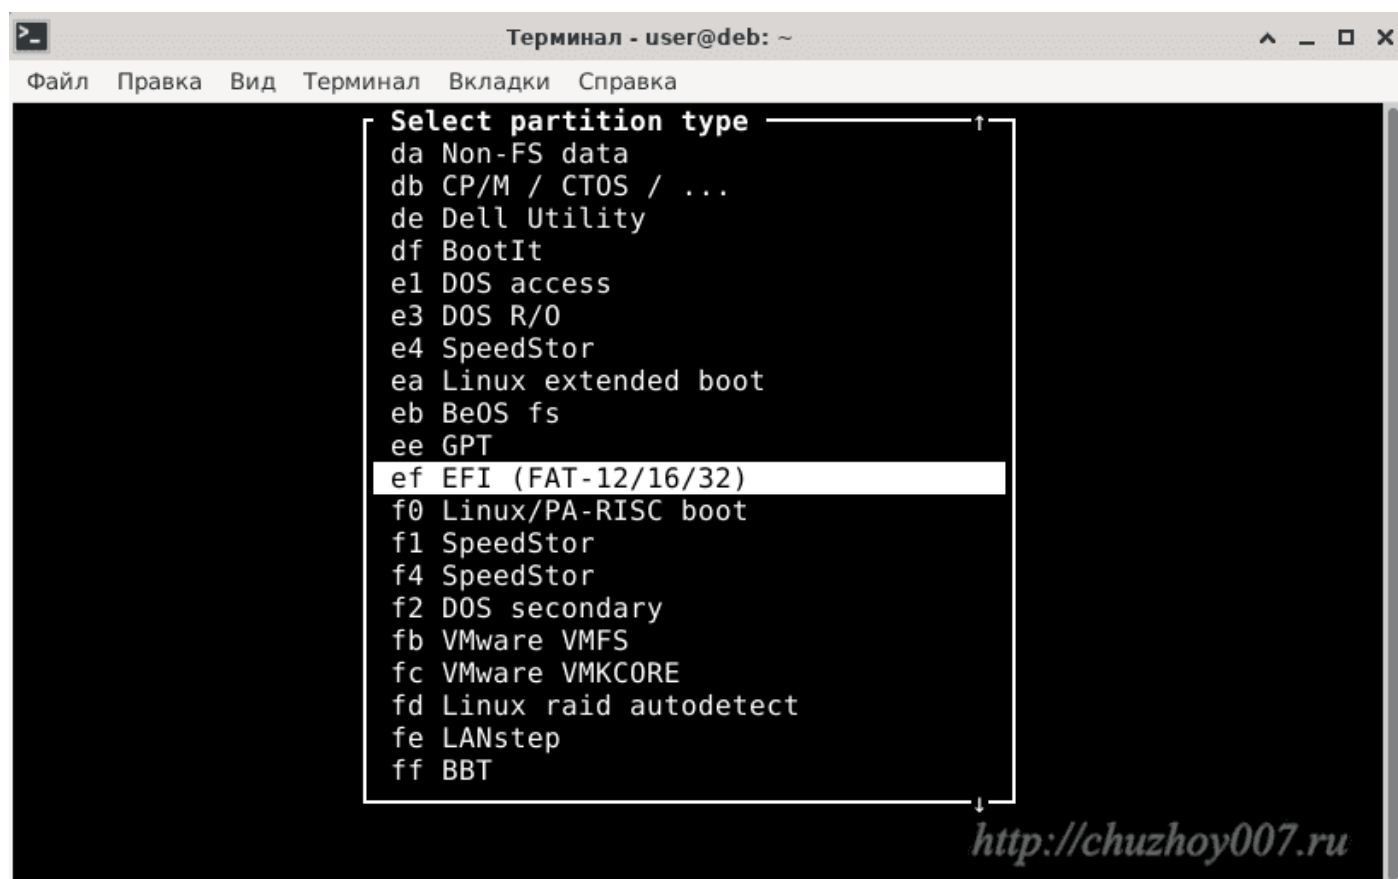 Терминал - user@deb: ~
Файл Правка Вид Терминал Вкладки Справка
Select partition type
da Non-FS data
db CP/M / CTOS / ...
de Dell Utility
df BootIt
e1 DOS access
e3 DOS R/O
e4 SpeedStor
ea Linux extended boot
eb BeOS fs
ee GPT
ef EFI (FAT-12/16/32)
f0 Linux/PA-RISC boot
f1 SpeedStor
f4 SpeedStor
f2 DOS secondary
fb VMware VMFS
fc VMware VMKCORE
fd Linux raid autodetect
fe LANstep
ff BBT
http://chuzhoy007.ru